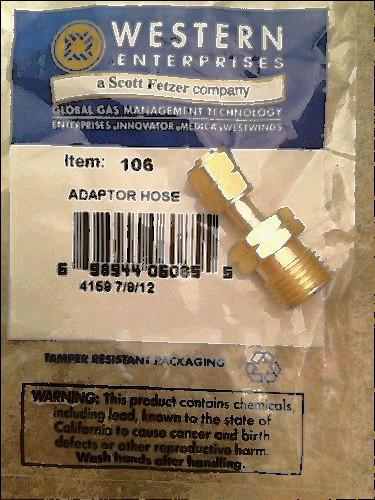 WESTERN
ENTERPRISES
a Scott Fetzer company
GLOBAL GAS MANAGEMENT TECHNOLOGY
ENTERPRISES INNOVATOR MEDICA WESTWINDS
Item: 106
ADAPTOR HOSE
4159 7/9/12
TAMPER RESISTANT PACKAGING
WARNING: This product contains chemicals,
including lead, known to the state of
California to cause cancer and birth
defects or other reproductive harm.
Wash hands after handling.